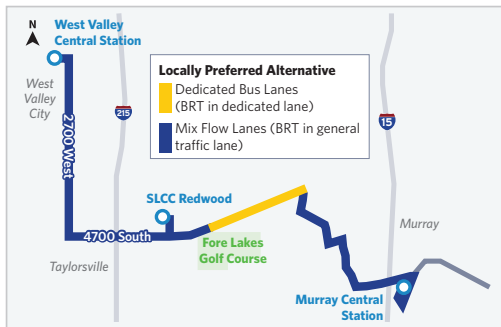 N
West Valley
Central Station
West
Valley
City
2700 West
215
Locally Preferred Alternative
Dedicated Bus Lanes
(BRT in dedicated lane)
Mix Flow Lanes (BRT in general
traffic lane)
15
SLCC Redwood
4700 South
Fore Lakes
Golf Course
Murray
Taylorsville
Murray Central
Station